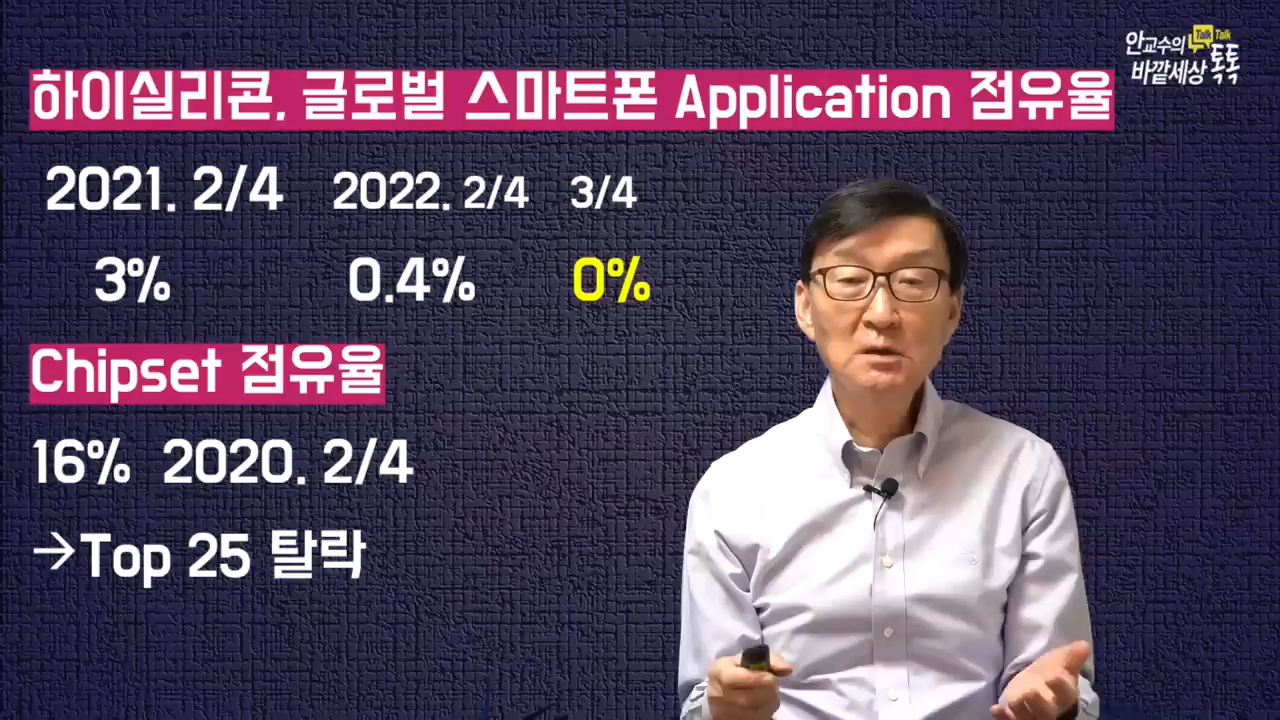 안교수의 Talk Talk
바깥세상 톡톡
하이실리콘, 글로벌 스마트폰 Application 점유율
2021. 2/4 2022. 2/4 3/4
3% 0.4% 0%
Chipset 점유율
16% 2020. 2/4
→Top 25 탈락